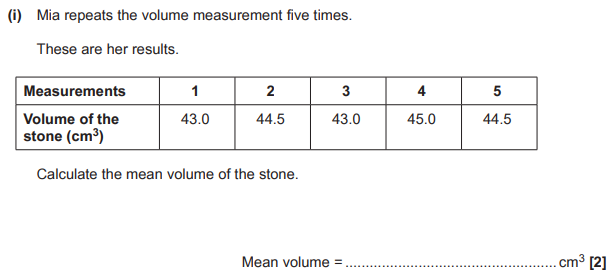 (i) Mia repeats the volume measurement five times.
These are her results.
Measurements 1 2 3 4 5
Volume of the stone (cm³) 43.0 44.5 43.0 45.0 44.5
Calculate the mean volume of the stone.
Mean volume = .................................................... cm³ [2]